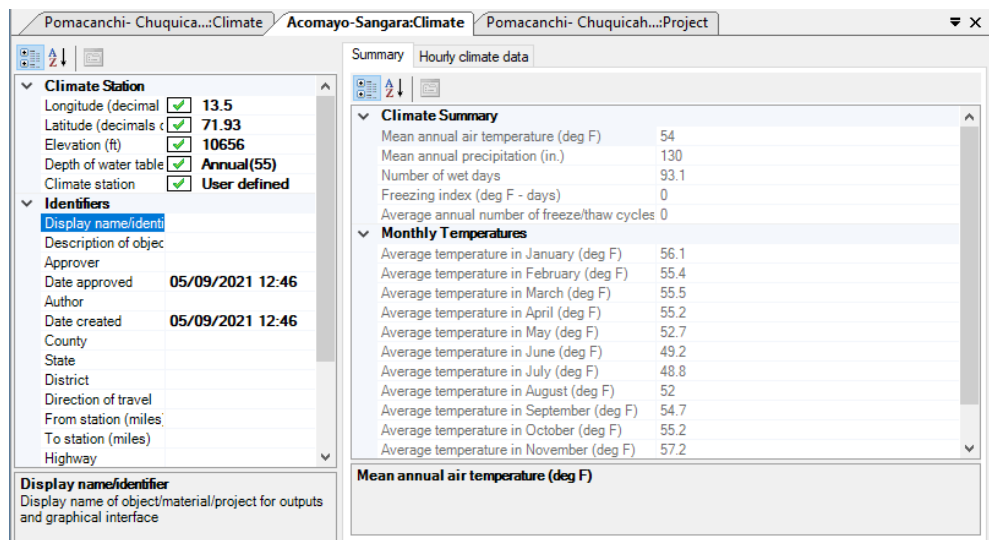 Pomacanchi- Chuquica...:Climate
Acomayo-Sangara:Climate
Pomacanchi- Chuquicah...:Project
Climate Station
Longitude (decimal 13.5
Latitude (decimals c 71.93
Elevation (ft) 10656
Depth of water table Annual(55)
Climate station User defined
Identifiers
Display name/identi
Description of objec
Approver
Date approved 05/09/2021 12:46
Author
Date created 05/09/2021 12:46
County
State
District
Direction of travel
From station (miles)
To station (miles)
Highway
Display name/identifier
Display name of object/material/project for outputs
and graphical interface
Summary
Hourly climate data
Climate Summary
Mean annual air temperature (deg F) 54
Mean annual precipitation (in.) 130
Number of wet days 93.1
Freezing index (deg F - days) 0
Average annual number of freeze/thaw cycles 0
Monthly Temperatures
Average temperature in January (deg F) 56.1
Average temperature in February (deg F) 55.4
Average temperature in March (deg F) 55.5
Average temperature in April (deg F) 55.2
Average temperature in May (deg F) 52.7
Average temperature in June (deg F) 49.2
Average temperature in July (deg F) 48.8
Average temperature in August (deg F) 52
Average temperature in September (deg F) 54.7
Average temperature in October (deg F) 55.2
Average temperature in November (deg F) 57.2
Mean annual air temperature (deg F)